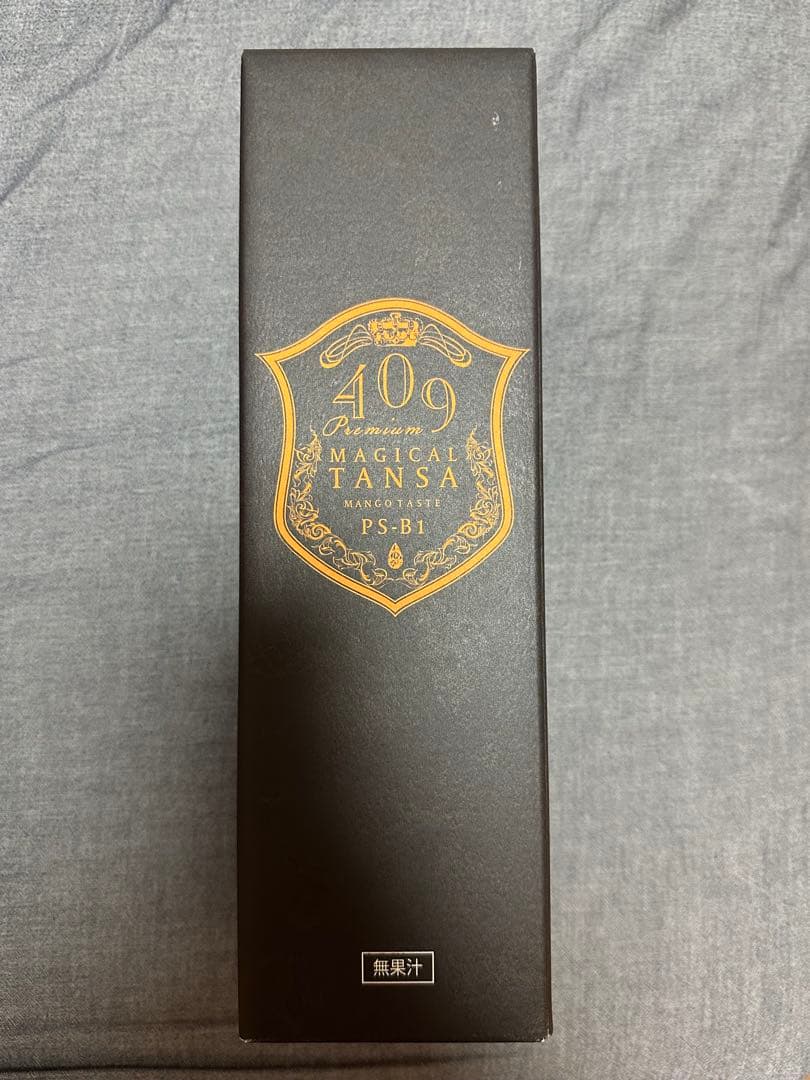 409
Premium
MAGICAL
TANSA
MANGO TASTE
PS-B1
無果汁